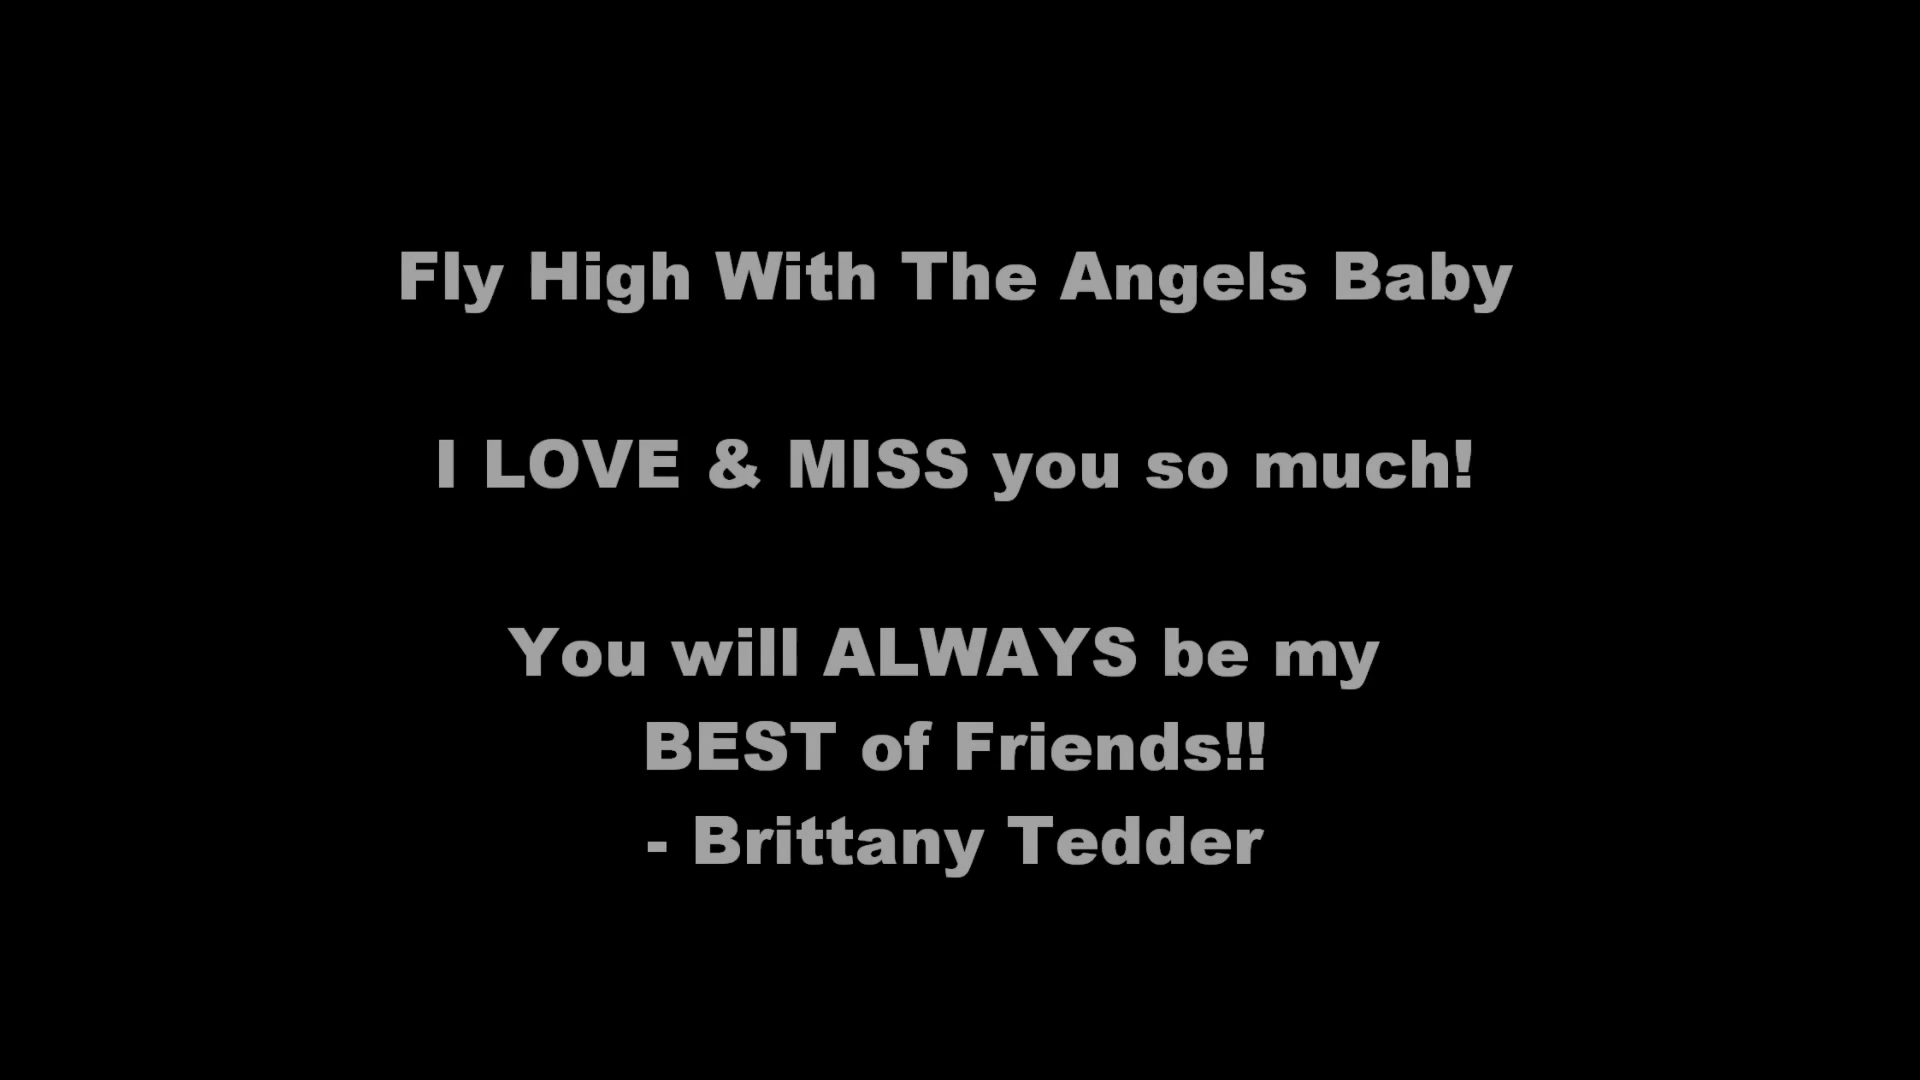 Fly High With The Angels Baby
I LOVE & MISS you so much!
You will ALWAYS be my
BEST of Friends!!
- Brittany Tedder